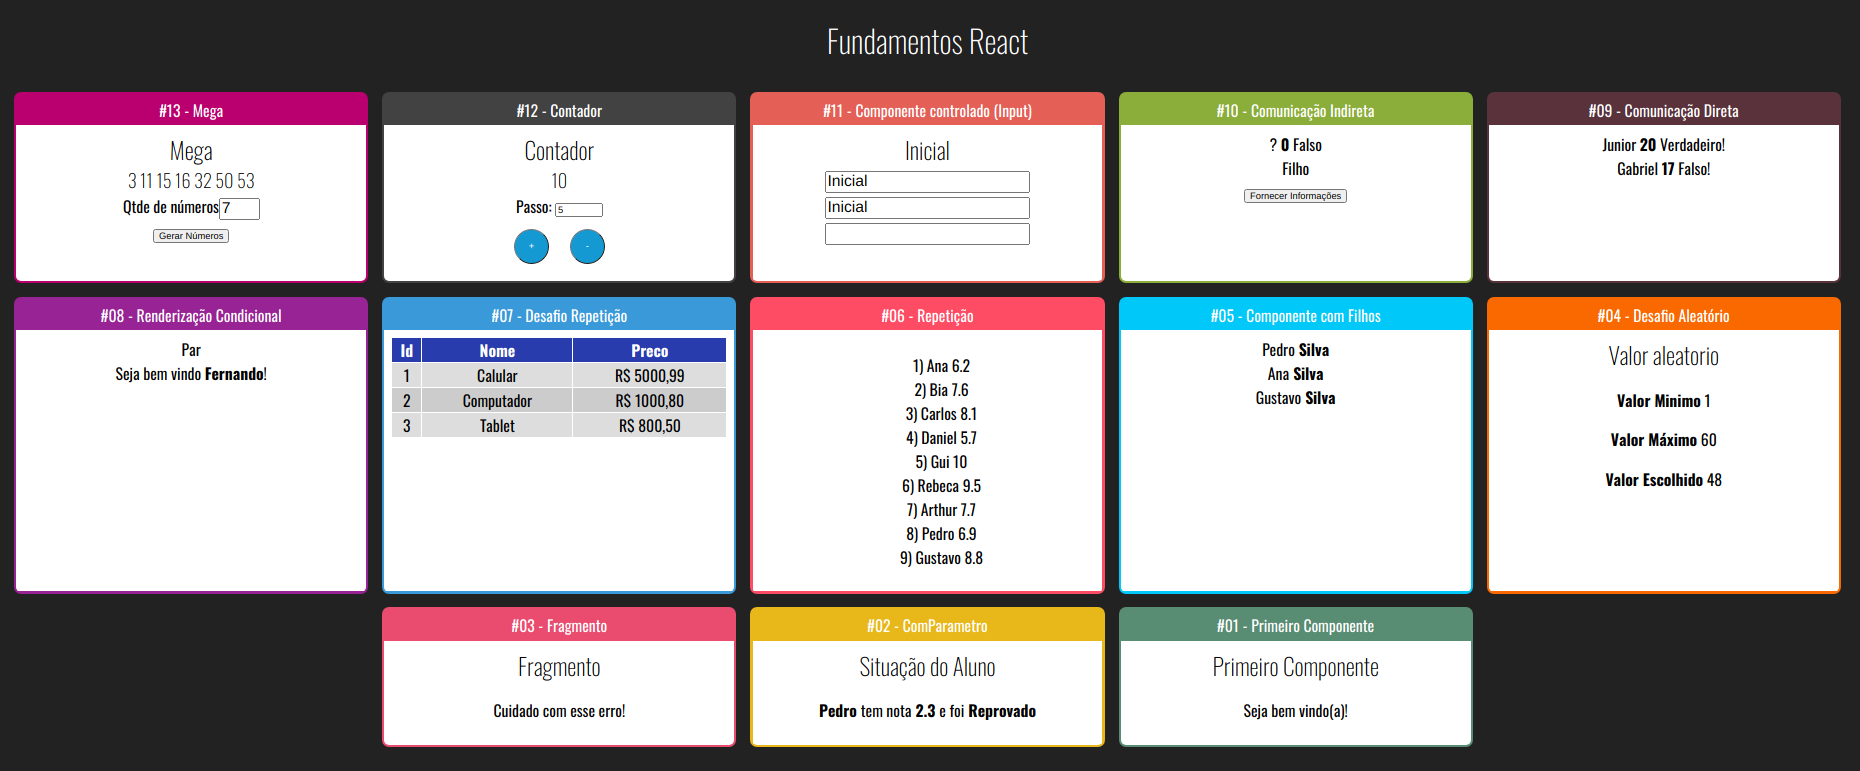 Fundamentos React
#13 - Mega
Mega
3 11 15 16 32 50 53
Qtde de números 7
Gerar Números
#12 - Contador
Contador
10
Passo: 5
+ -
#11 - Componente controlado (Input)
Inicial
Inicial
Inicial
#10 - Comunicação Indireta
? 0 Falso
Filho
Fornecer Informações
#09 - Comunicação Direta
Junior 20 Verdadeiro!
Gabriel 17 Falso!
#08 - Renderização Condicional
Par
Seja bem vindo Fernando!
#07 - Desafio Repetição
Id Nome Preco
1 Calular R$ 5000,99
2 Computador R$ 1000,80
3 Tablet R$ 800,50
#06 - Repetição
1) Ana 6.2
2) Bia 7.6
3) Carlos 8.1
4) Daniel 5.7
5) Gui 10
6) Rebeca 9.5
7) Arthur 7.7
8) Pedro 6.9
9) Gustavo 8.8
#05 - Componente com Filhos
Pedro Silva
Ana Silva
Gustavo Silva
#04 - Desafio Aleatório
Valor aleatorio
Valor Minimo 1
Valor Máximo 60
Valor Escolhido 48
#03 - Fragmento
Fragmento
Cuidado com esse erro!
#02 - ComParametro
Situação do Aluno
Pedro tem nota 2.3 e foi Reprovado
#01 - Primeiro Componente
Primeiro Componente
Seja bem vindo(a)!